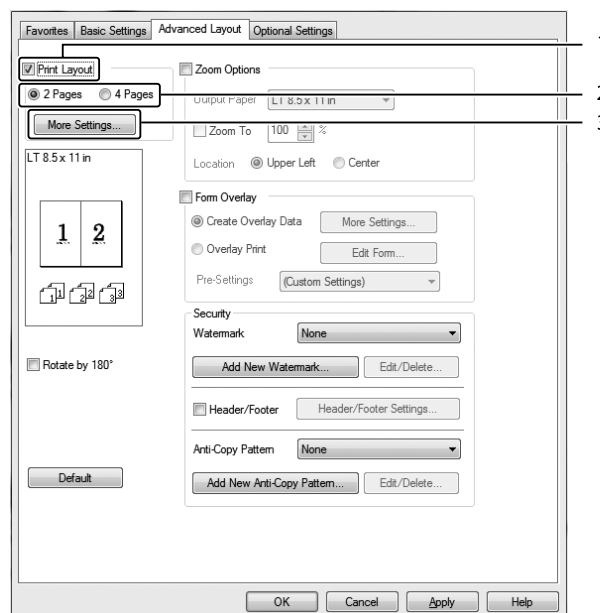 Favorites Basic Settings Advanced Layout Optional Settings
Print Layout
2 Pages 4 Pages
More Settings...
LT 8.5 x 11 in
1 2
1 1 2 2 3 3
Rotate by 180°
Default
Zoom Options
Output Paper LT 8.5 x 11 in
Zoom To 100 %
Location Upper Left Center
Form Overlay
Create Overlay Data More Settings...
Overlay Print Edit Form...
Pre-Settings (Custom Settings)
Security
Watermark None
Add New Watermark... Edit/Delete...
Header/Footer Header/Footer Settings...
Anti-Copy Pattern None
Add New Anti-Copy Pattern... Edit/Delete...
OK Cancel Apply Help